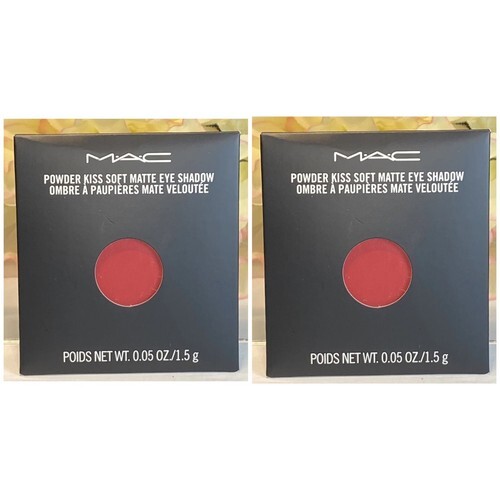 M·A·C
POWDER KISS SOFT MATTE EYE SHADOW
OMBRE À PAUPIÈRES MATE VELOUTÉE
POIDS NET WT. 0.05 OZ./1.5 g
M·A·C
POWDER KISS SOFT MATTE EYE SHADOW
OMBRE À PAUPIÈRES MATE VELOUTÉE
POIDS NET WT. 0.05 OZ./1.5 g